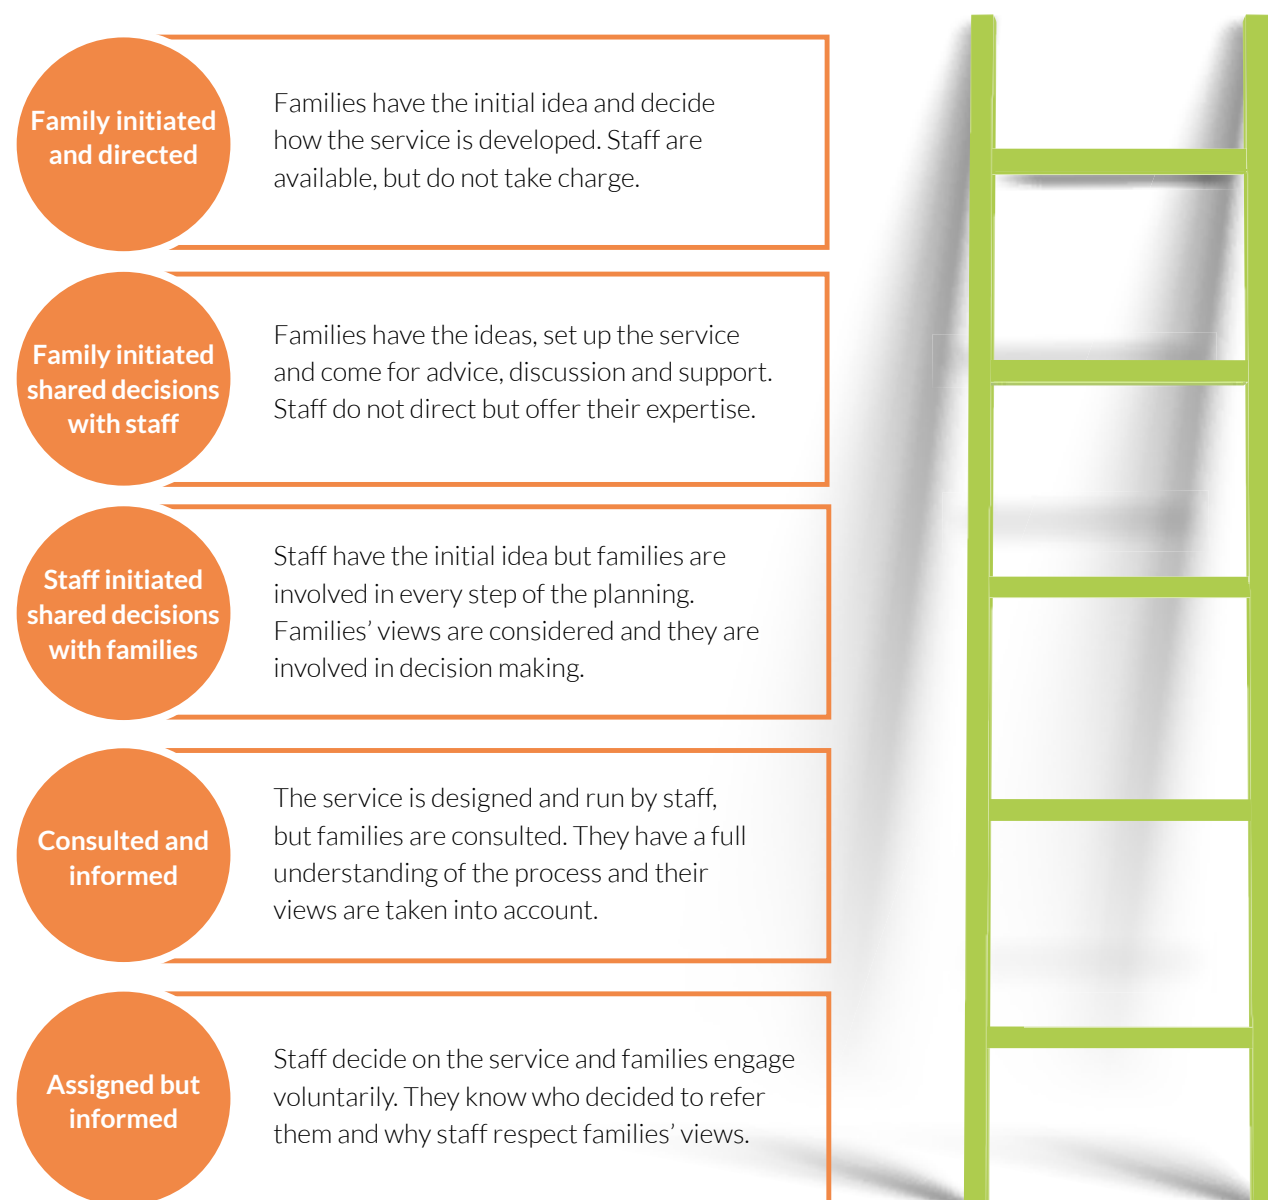 Family initiated
and directed
Families have the initial idea and decide
how the service is developed. Staff are
available, but do not take charge.
Family initiated
shared decisions
with staff
Families have the ideas, set up the service
and come for advice, discussion and support.
Staff do not direct but offer their expertise.
Staff initiated
shared decisions
with families
Staff have the initial idea but families are
involved in every step of the planning.
Families’ views are considered and they are
involved in decision making.
Consulted and
informed
The service is designed and run by staff,
but families are consulted. They have a full
understanding of the process and their
views are taken into account.
Assigned but
informed
Staff decide on the service and families engage
voluntarily. They know who decided to refer
them and why staff respect families’ views.